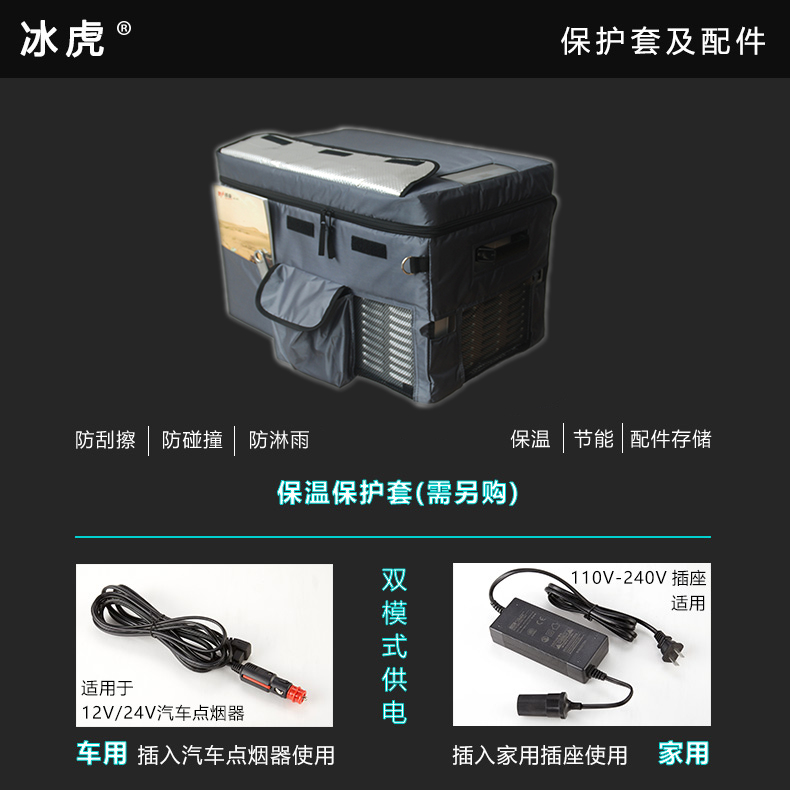 冰虎®
保护套及配件
防刮擦 | 防碰撞 | 防淋雨
保温 | 节能 | 配件存储
保温保护套(需另购)
适用于
12V/24V汽车点烟器
双模式供电
110V-240V 插座
适用
车用 插入汽车点烟器使用
插入家用插座使用 家用